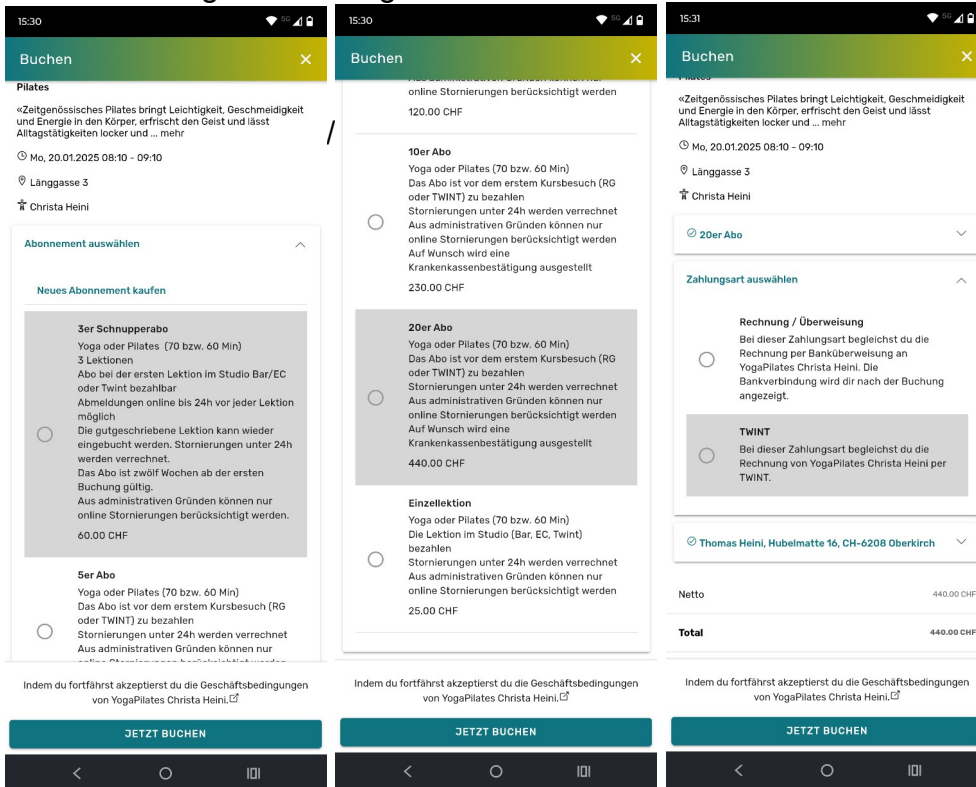 15:30
5G
Buchen
Pilates
«Zeitgenössisches Pilates bringt Leichtigkeit, Geschmeidigkeit
und Energie in den Körper, erfrischt den Geist und lässt
Alltagstätigkeiten locker und ... mehr
Mo, 20.01.2025 08:10 - 09:10
Länggasse 3
Christa Heini
Abonnement auswählen
Neues Abonnement kaufen
3er Schnupperabo
Yoga oder Pilates (70 bzw. 60 Min)
3 Lektionen
Abo bei der ersten Lektion im Studio Bar/EC
oder Twint bezahlbar
Abmeldungen online bis 24h vor jeder Lektion
möglich
Die gutgeschriebene Lektion kann wieder
eingebucht werden. Stornierungen unter 24h
werden verrechnet.
Das Abo ist zwölf Wochen ab der ersten
Buchung gültig.
Aus administrativen Gründen können nur
online Stornierungen berücksichtigt werden.
60.00 CHF
5er Abo
Yoga oder Pilates (70 bzw. 60 Min)
Das Abo ist vor dem erstem Kursbesuch (RG
oder TWINT) zu bezahlen
Stornierungen unter 24h werden verrechnet
Aus administrativen Gründen können nur
online Stornierungen berücksichtigt werden
Indem du fortfährst akzeptierst du die Geschäftsbedingungen
von YogaPilates Christa Heini.
JETZT BUCHEN
/
15:30
5G
Buchen
Aus administrativen Gründen können nur
online Stornierungen berücksichtigt werden
120.00 CHF
10er Abo
Yoga oder Pilates (70 bzw. 60 Min)
Das Abo ist vor dem erstem Kursbesuch (RG
oder TWINT) zu bezahlen
Stornierungen unter 24h werden verrechnet
Aus administrativen Gründen können nur
online Stornierungen berücksichtigt werden
Auf Wunsch wird eine
Krankenkassenbestätigung ausgestellt
230.00 CHF
20er Abo
Yoga oder Pilates (70 bzw. 60 Min)
Das Abo ist vor dem erstem Kursbesuch (RG
oder TWINT) zu bezahlen
Stornierungen unter 24h werden verrechnet
Aus administrativen Gründen können nur
online Stornierungen berücksichtigt werden
Auf Wunsch wird eine
Krankenkassenbestätigung ausgestellt
440.00 CHF
Einzellektion
Yoga oder Pilates (70 bzw. 60 Min)
Die Lektion im Studio (Bar, EC, Twint)
bezahlen
Stornierungen unter 24h werden verrechnet
Aus administrativen Gründen können nur
online Stornierungen berücksichtigt werden
25.00 CHF
Indem du fortfährst akzeptierst du die Geschäftsbedingungen
von YogaPilates Christa Heini.
JETZT BUCHEN
15:31
5G
Buchen
Pilates
«Zeitgenössisches Pilates bringt Leichtigkeit, Geschmeidigkeit
und Energie in den Körper, erfrischt den Geist und lässt
Alltagstätigkeiten locker und ... mehr
Mo, 20.01.2025 08:10 - 09:10
Länggasse 3
Christa Heini
20er Abo
Zahlungsart auswählen
Rechnung / Überweisung
Bei dieser Zahlungsart begleichst du die
Rechnung per Banküberweisung an
YogaPilates Christa Heini. Die
Bankverbindung wird dir nach der Buchung
angezeigt.
TWINT
Bei dieser Zahlungsart begleichst du die
Rechnung von YogaPilates Christa Heini per
TWINT.
Thomas Heini, Hubelmatte 16, CH-6208 Oberkirch
Netto 440.00 CHF
Total 440.00 CHF
Indem du fortfährst akzeptierst du die Geschäftsbedingungen
von YogaPilates Christa Heini.
JETZT BUCHEN